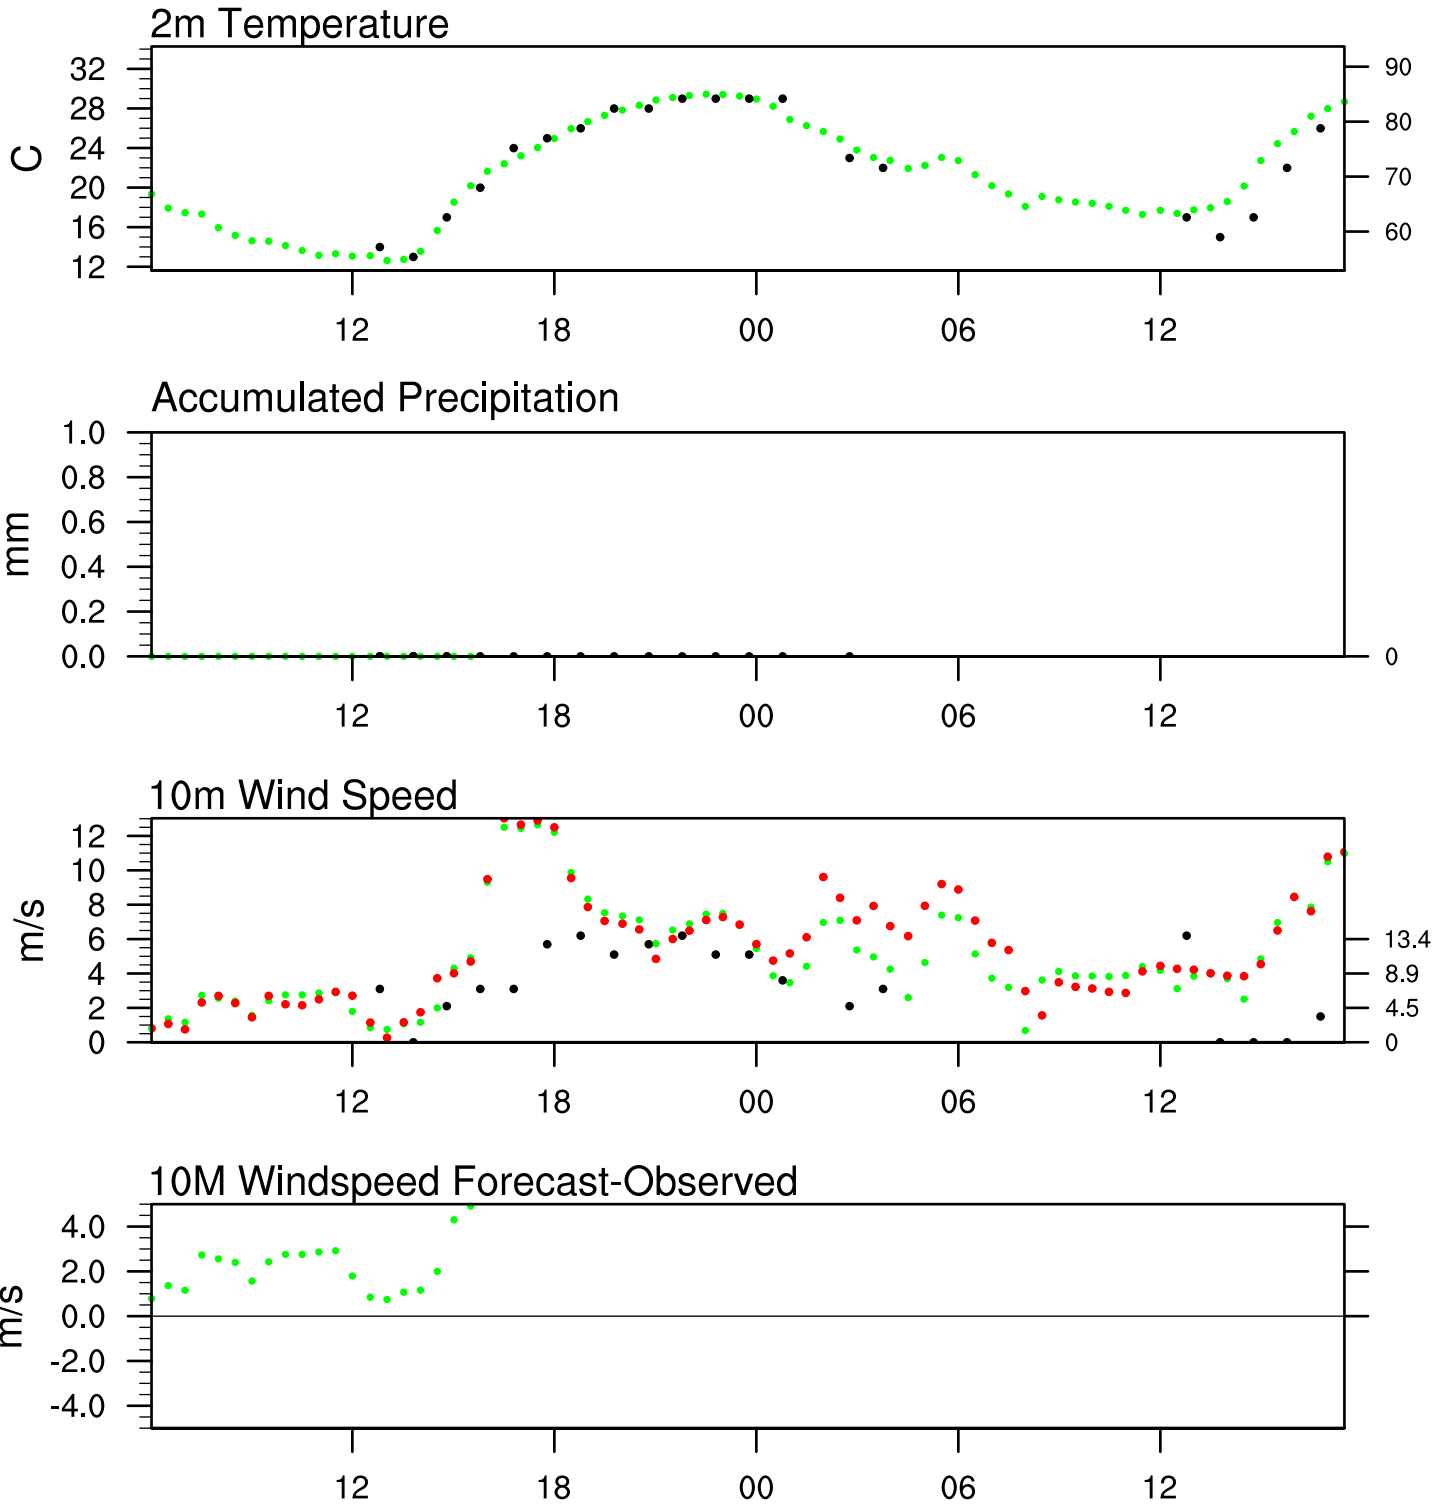 2m Temperature
32
28
24
20
16
12
C
90
80
70
60
12 18 00 06 12
Accumulated Precipitation
1.0
0.8
0.6
0.4
0.2
0.0
mm
0
12 18 00 06 12
10m Wind Speed
12
10
8
6
4
2
0
m/s
13.4
8.9
4.5
0
12 18 00 06 12
10M Windspeed Forecast-Observed
4.0
2.0
0.0
-2.0
-4.0
m/s
12 18 00 06 12